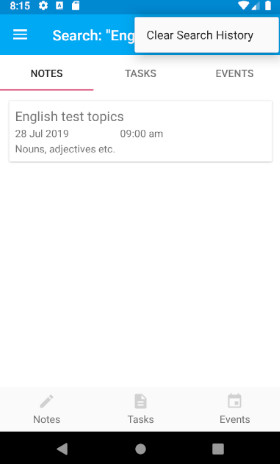 8:15
Search: "Eng
Clear Search History
NOTES TASKS EVENTS
English test topics
28 Jul 2019 09:00 am
Nouns, adjectives etc.
Notes Tasks Events